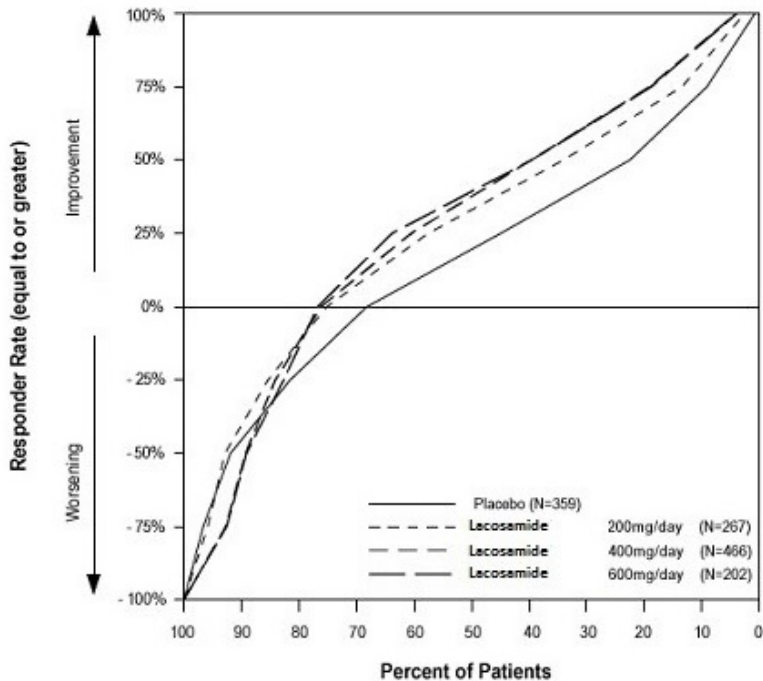 100%
75%
50%
25%
0%
- 25%
- 50%
- 75%
- 100%
Responder Rate (equal to or greater)
Improvement
Worsening
Placebo (N=359)
Lacosamide 200mg/day (N=267)
Lacosamide 400mg/day (N=466)
Lacosamide 600mg/day (N=202)
100 90 80 70 60 50 40 30 20 10 0
Percent of Patients